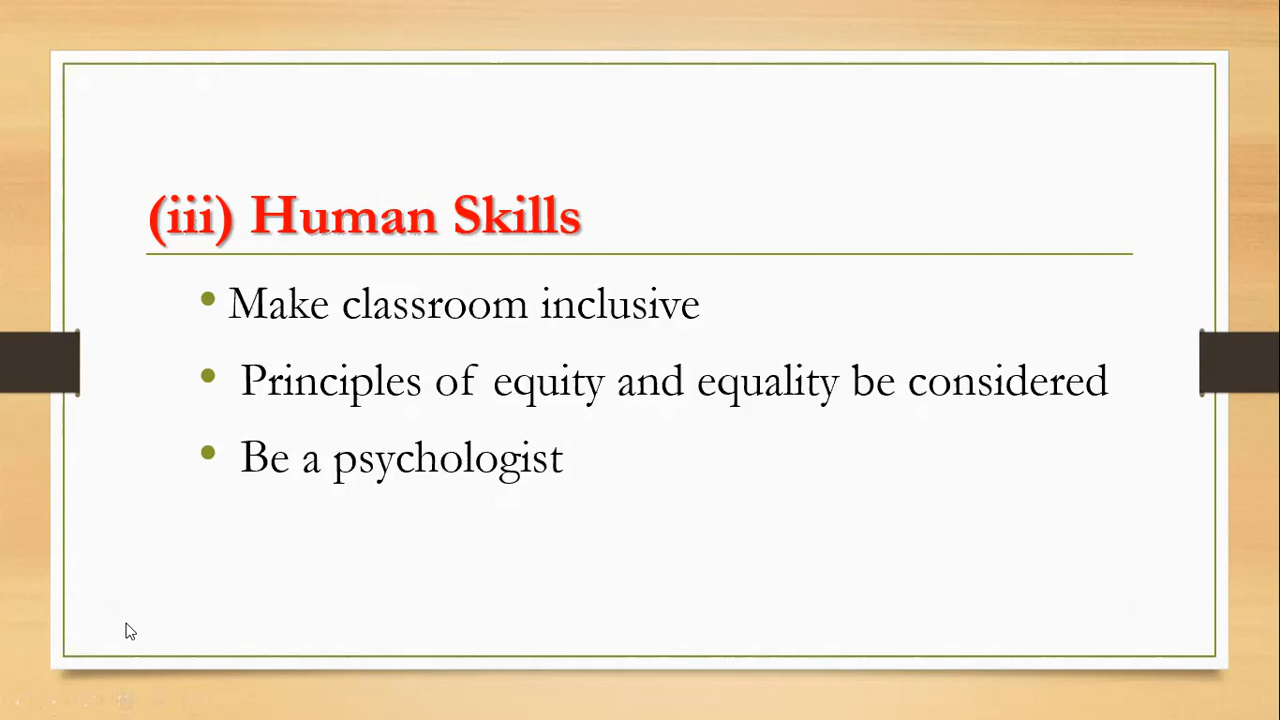 (iii) Human Skills
• Make classroom inclusive
• Principles of equity and equality be considered
• Be a psychologist